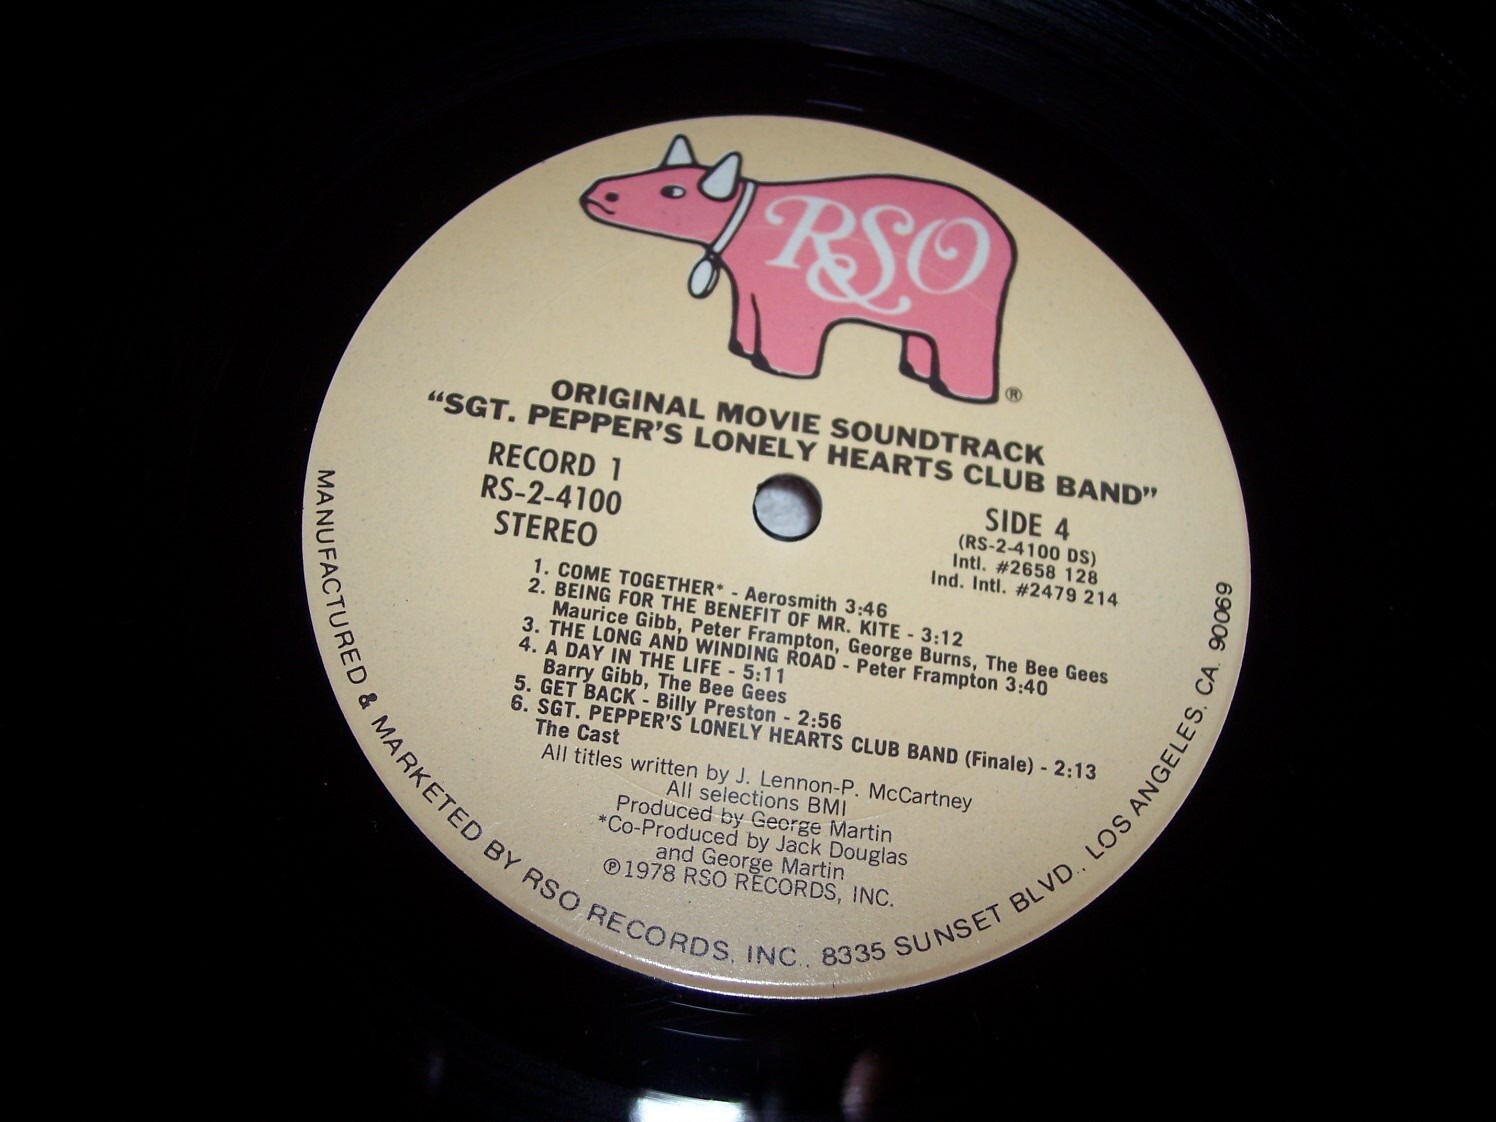 RSO
®
ORIGINAL MOVIE SOUNDTRACK
“SGT. PEPPER’S LONELY HEARTS CLUB BAND”
RECORD 1
RS-2-4100
STEREO
SIDE 4
(RS-2-4100 DS)
Intl. #2658 128
Ind. Intl. #2479 214
1. COME TOGETHER* - Aerosmith 3:46
2. BEING FOR THE BENEFIT OF MR. KITE - 3:12
Maurice Gibb, Peter Frampton, George Burns, The Bee Gees
3. THE LONG AND WINDING ROAD - Peter Frampton 3:40
4. A DAY IN THE LIFE - 5:11
Barry Gibb, The Bee Gees
5. GET BACK - Billy Preston - 2:56
6. SGT. PEPPER’S LONELY HEARTS CLUB BAND (Finale) - 2:13
The Cast
All titles written by J. Lennon-P. McCartney
All selections BMI
Produced by George Martin
*Co-Produced by Jack Douglas
and George Martin
℗1978 RSO RECORDS, INC.
MANUFACTURED & MARKETED BY RSO RECORDS, INC., 8335 SUNSET BLVD., LOS ANGELES, CA. 90069